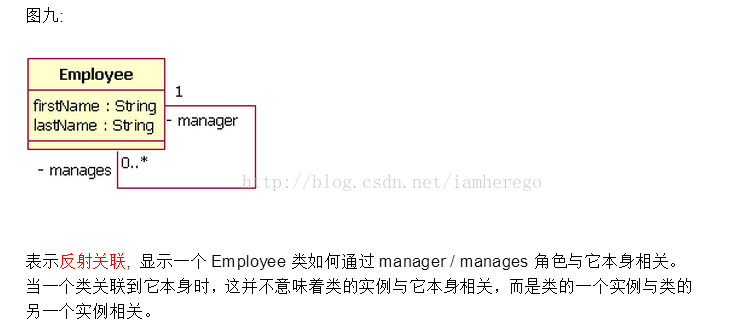 图九:
Employee
firstName : String
lastName : String
1
- manager
0..*
- manages
http://blog.csdn.net/iamherego
表示反射关联, 显示一个 Employee 类如何通过 manager / manages 角色与它本身相关。
当一个类关联到它本身时，这并不意味着类的实例与它本身相关，而是类的一个实例与类的
另一个实例相关。